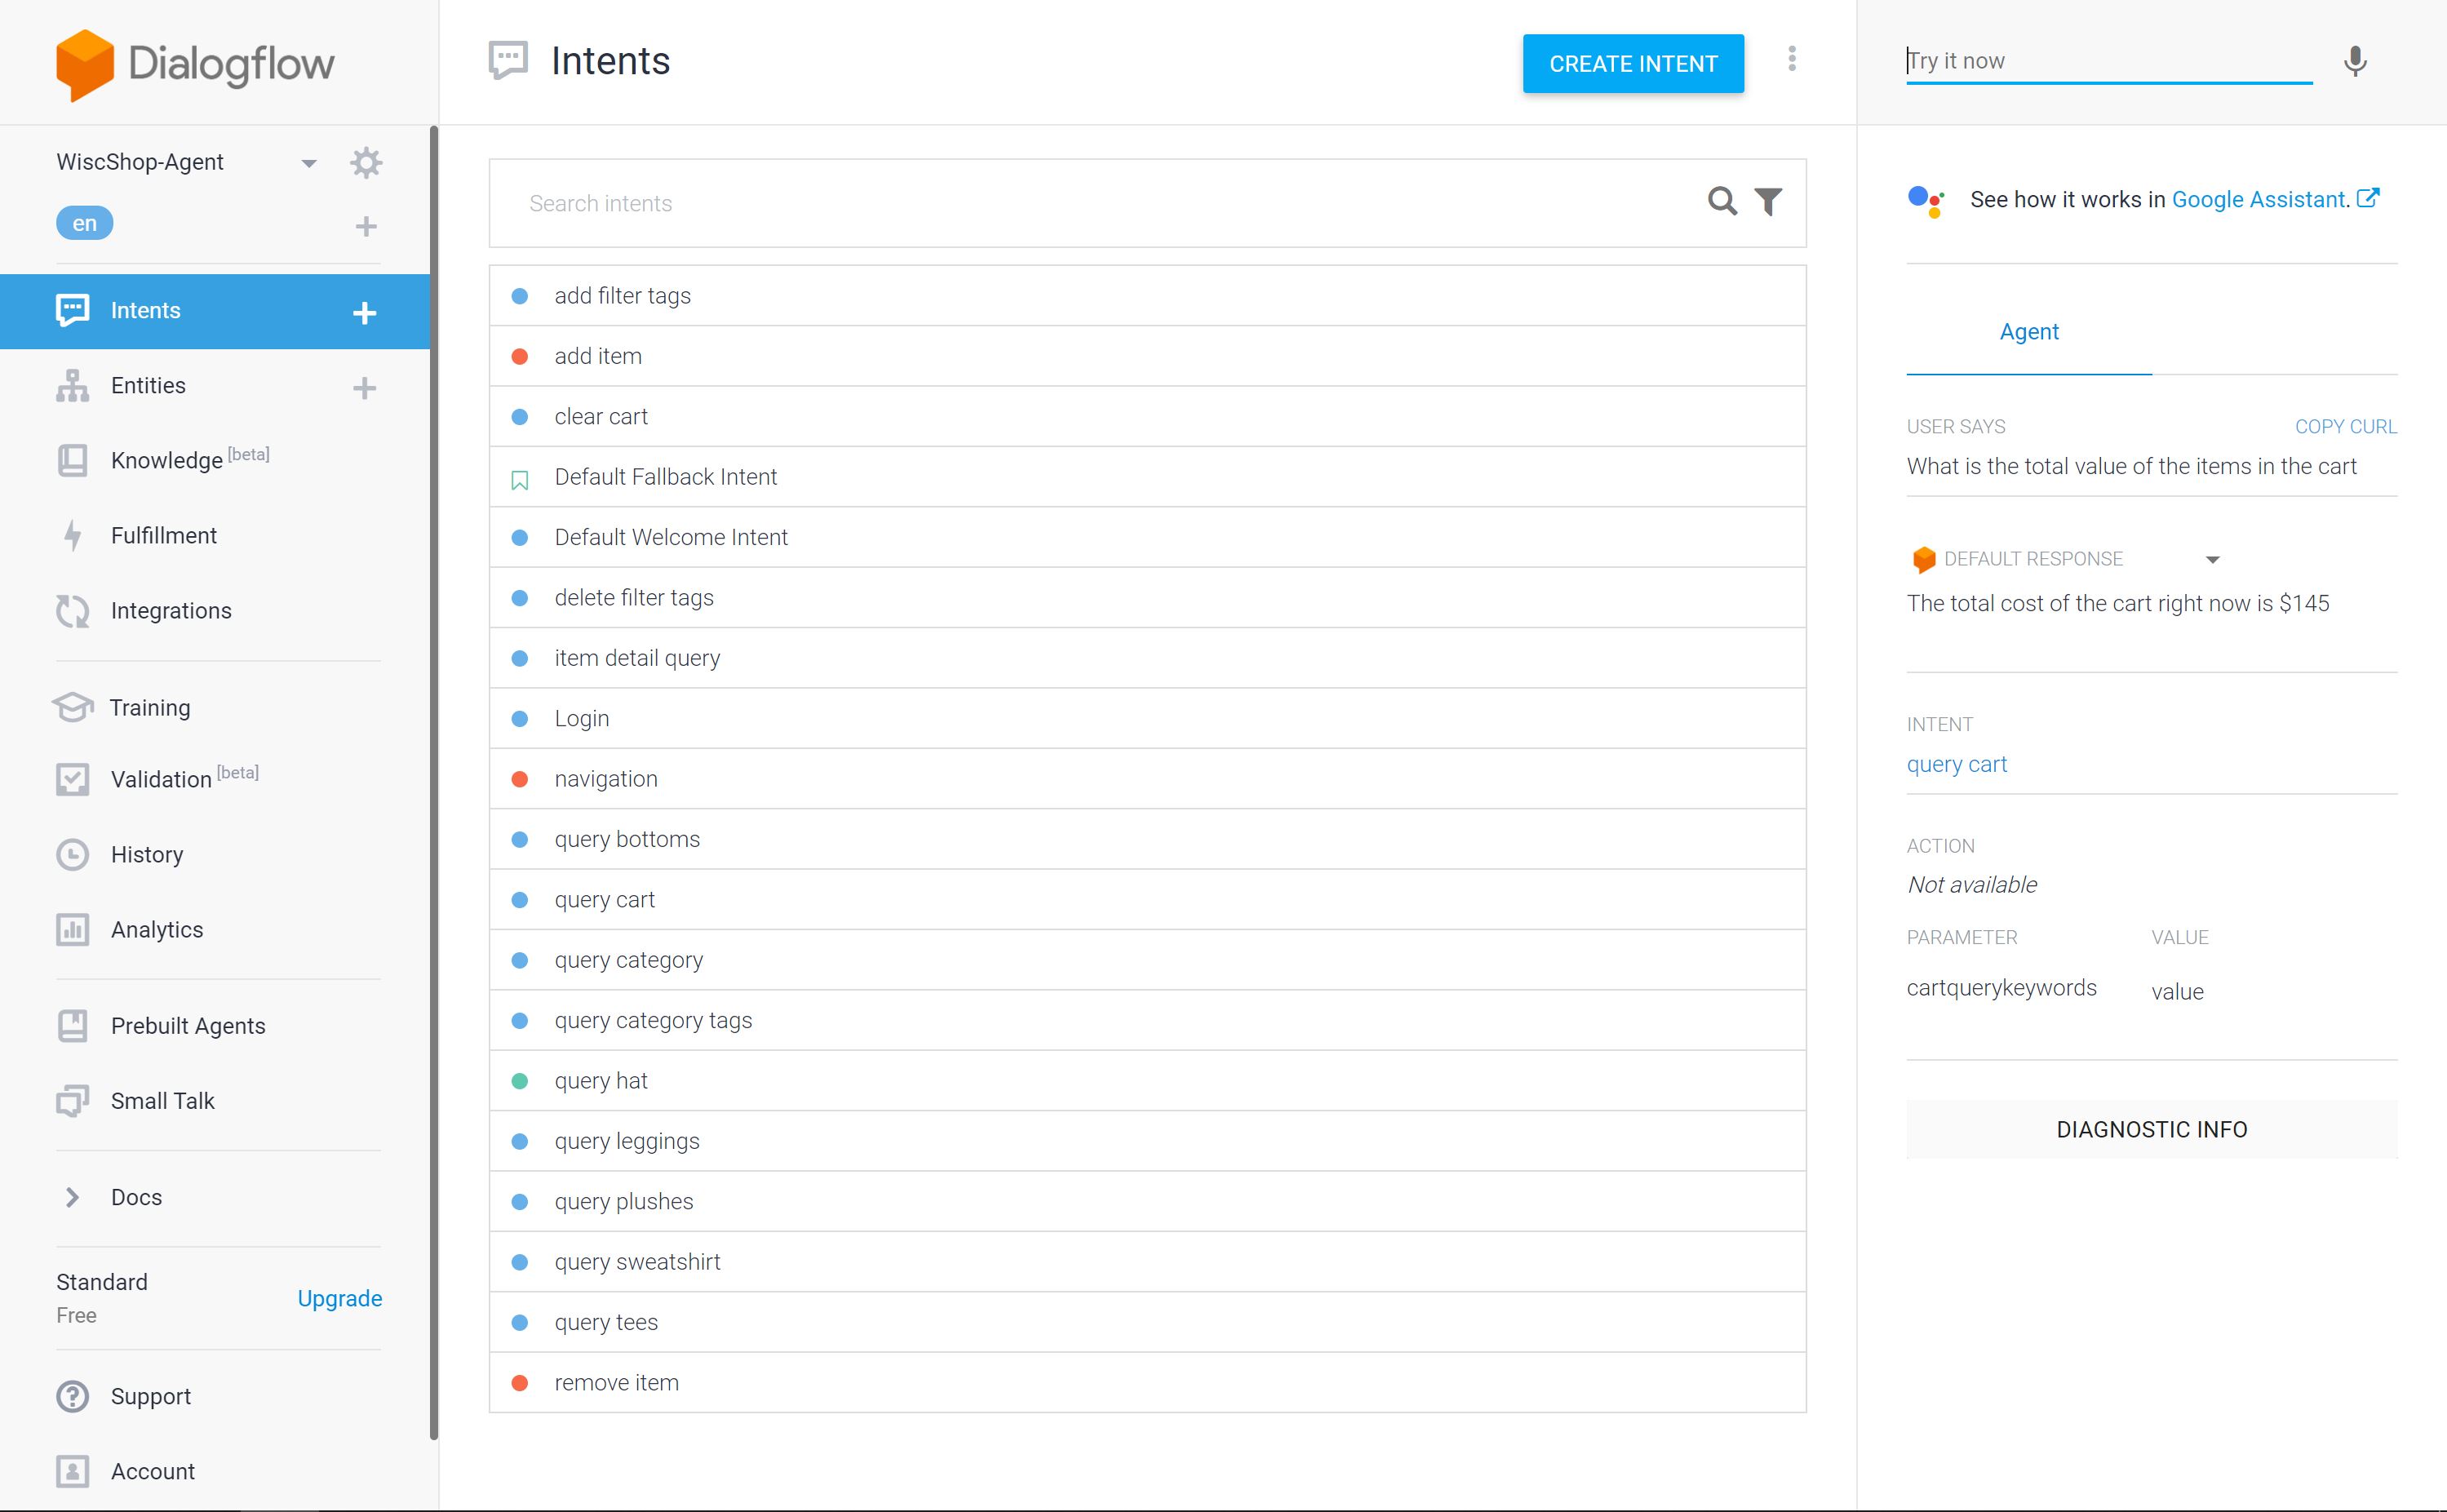 Dialogflow
WiscShop-Agent
en
Intents
Entities
Knowledge [beta]
Fulfillment
Integrations
Training
Validation [beta]
History
Analytics
Prebuilt Agents
Small Talk
Docs
Standard
Free
Upgrade
Support
Account
Intents
CREATE INTENT
Search intents
add filter tags
add item
clear cart
Default Fallback Intent
Default Welcome Intent
delete filter tags
item detail query
Login
navigation
query bottoms
query cart
query category
query category tags
query hat
query leggings
query plushes
query sweatshirt
query tees
remove item
Try it now
See how it works in Google Assistant.
Agent
USER SAYS COPY CURL
What is the total value of the items in the cart
DEFAULT RESPONSE
The total cost of the cart right now is $145
INTENT
query cart
ACTION
Not available
PARAMETER VALUE
cartquerykeywords value
DIAGNOSTIC INFO